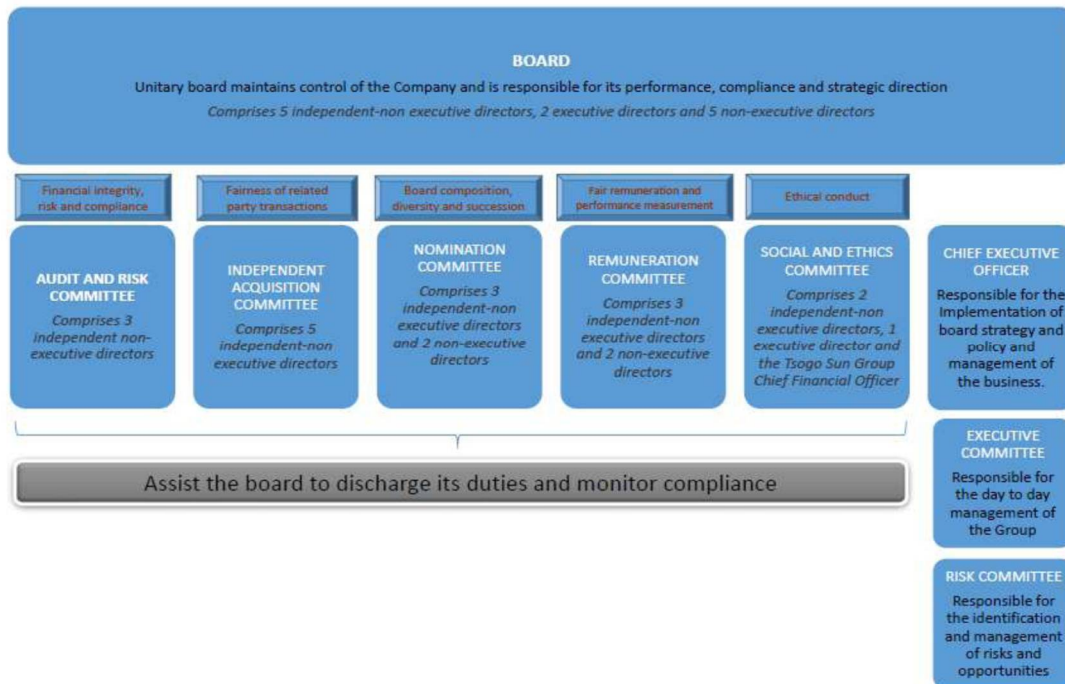 BOARD
Unitary board maintains control of the Company and is responsible for its performance, compliance and strategic direction
Comprises 5 independent-non executive directors, 2 executive directors and 5 non-executive directors
Financial integrity,
risk and compliance
Fairness of related
party transactions
Board composition,
diversity and succession
Fair remuneration and
performance measurement
Ethical conduct
AUDIT AND RISK
COMMITTEE
Comprises 3
independent non-
executive directors
INDEPENDENT
ACQUISITION
COMMITTEE
Comprises 5
independent-non
executive directors
NOMINATION
COMMITTEE
Comprises 3
independent-non
executive directors
and 2 non-executive
directors
REMUNERATION
COMMITTEE
Comprises 3
independent-non
executive directors
and 2 non-executive
directors
SOCIAL AND ETHICS
COMMITTEE
Comprises 2
independent-non
executive directors, 1
executive director and
the Tsogo Sun Group
Chief Financial Officer
CHIEF EXECUTIVE
OFFICER
Responsible for the
Implementation of
board strategy and
policy and
management of
the business.
Assist the board to discharge its duties and monitor compliance
EXECUTIVE
COMMITTEE
Responsible for
the day to day
management of
the Group
RISK COMMITTEE
Responsible for
the identification
and management
of risks and
opportunities